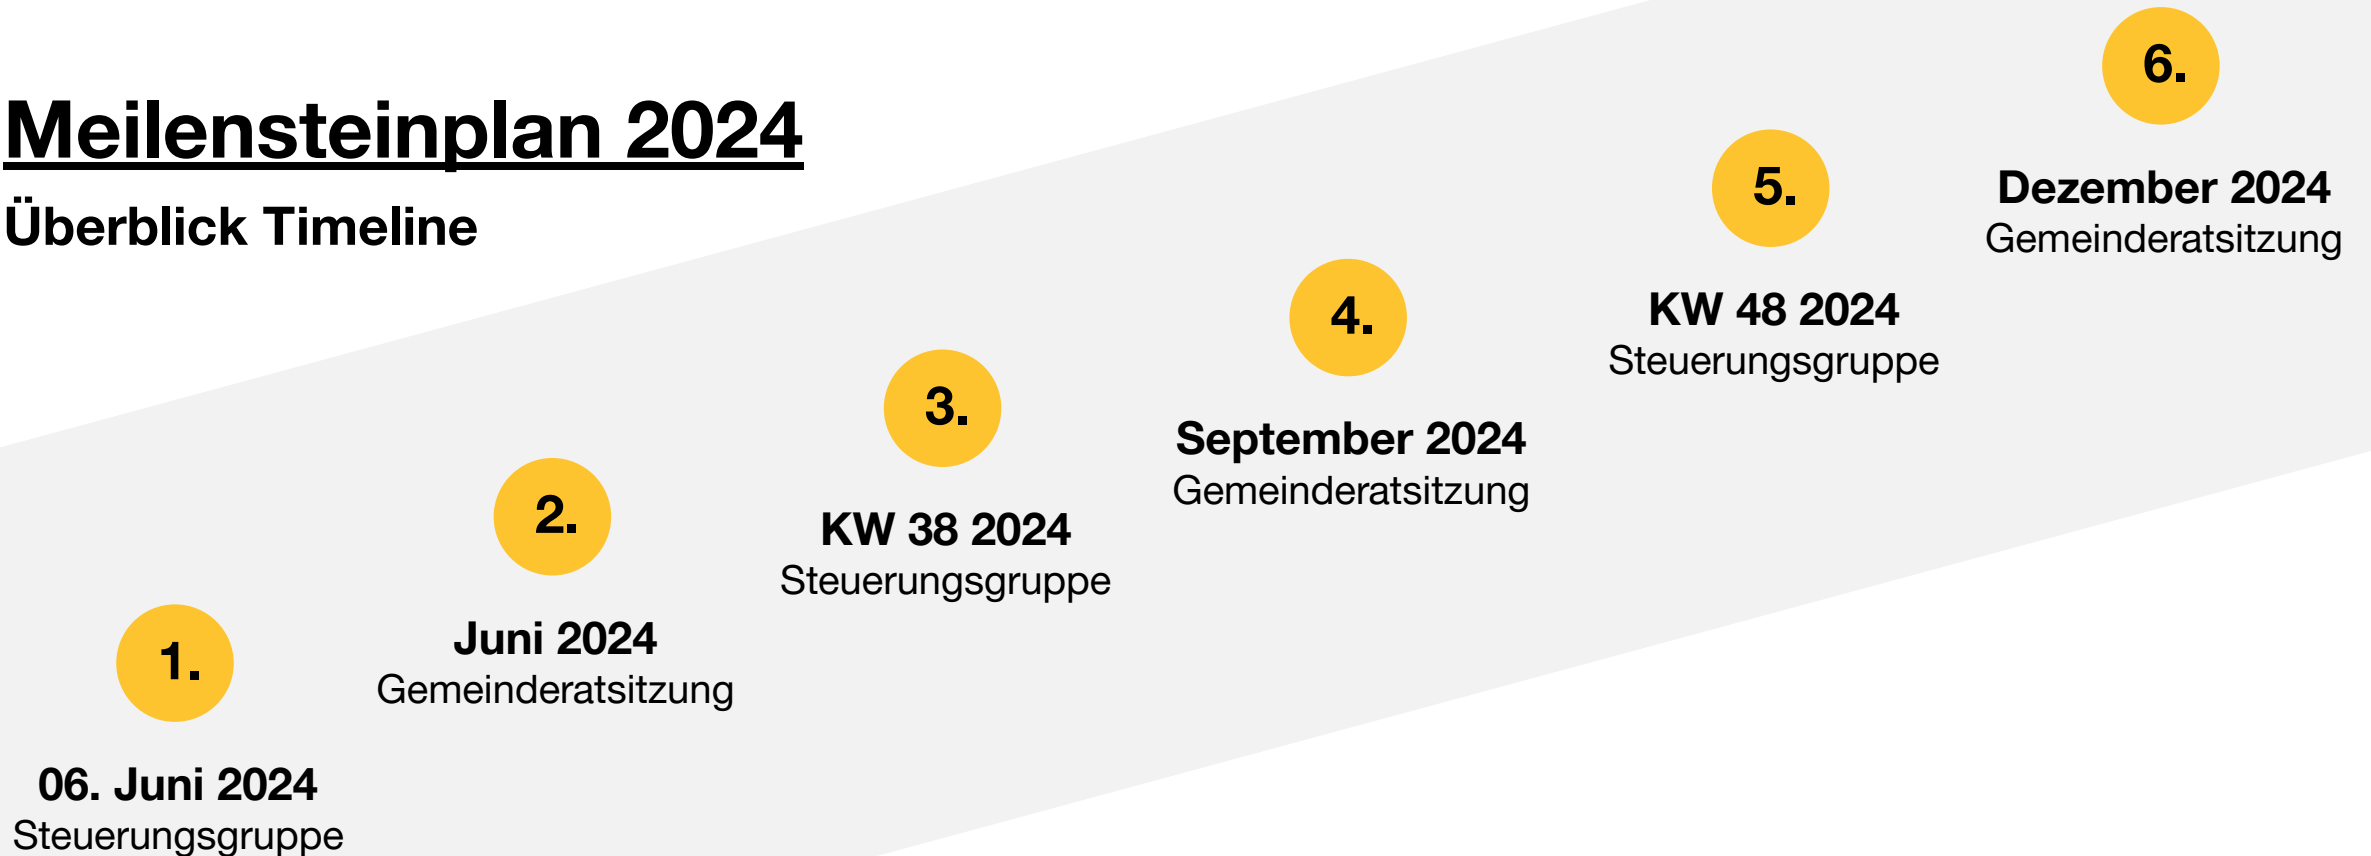 Meilensteinplan 2024
Überblick Timeline
1.
06. Juni 2024
Steuerungsgruppe
2.
Juni 2024
Gemeinderatsitzung
3.
KW 38 2024
Steuerungsgruppe
4.
September 2024
Gemeinderatsitzung
5.
KW 48 2024
Steuerungsgruppe
6.
Dezember 2024
Gemeinderatsitzung